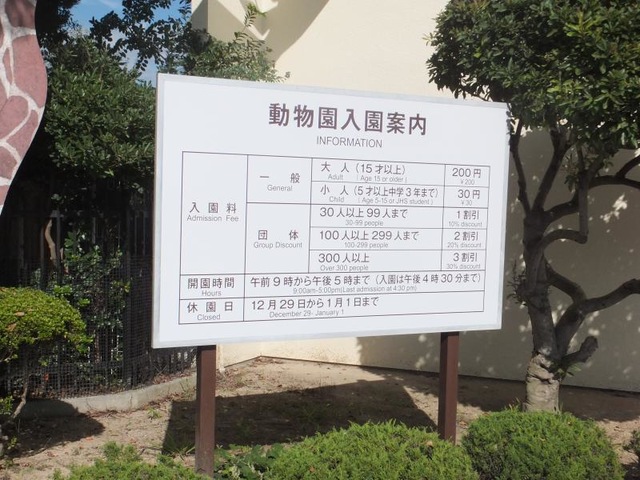 動物園入園案内
INFORMATION
入園料
Admission Fee
一般
General
大人(15才以上)
Adult (Age 15 or older)
200円
¥200
小人(5才以上中学3年まで)
Child (Age 5-15 or JHS student)
30円
¥30
団体
Group Discount
30人以上99人まで
30-99 people
1割引
10% discount
100人以上299人まで
100-299 people
2割引
20% discount
300人以上
Over 300 people
3割引
30% discount
開園時間
Hours
午前9時から午後5時まで(入園は午後4時30分まで)
9:00am-5:00pm(Last admission at 4:30 pm)
休園日
Closed
12月29日から1月1日まで
December 29- January 1